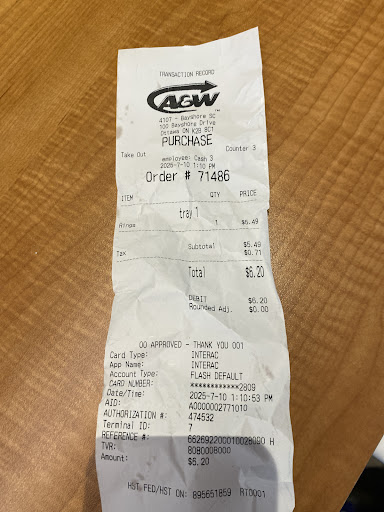 TRANSACTION RECORD
A&W
4107 - Bayshore SC
100 Bayshore Drive
Ottawa ON K2B 8C1
PURCHASE
Take Out Counter 3
employee: Cash 3
2025-7-10 1:10 PM
Order # 71486
ITEM QTY PRICE
tray 1
Rings 1 $5.49
Subtotal $5.49
Tax $0.71
Total $6.20
DEBIT $6.20
Rounded Adj. $0.00
00 APPROVED - THANK YOU 001
Card Type: INTERAC
App Name: INTERAC
Account Type: FLASH DEFAULT
CARD NUMBER: ************2809
Date/Time: 2025-7-10 1:10:53 PM
AID: A0000002771010
AUTHORIZATION #: 474532
Terminal ID: 7
REFERENCE #: 662692200010028090 H
TVR: 8080008000
Amount: $6.20
HST FED/HST ON: 895651859 RT0001